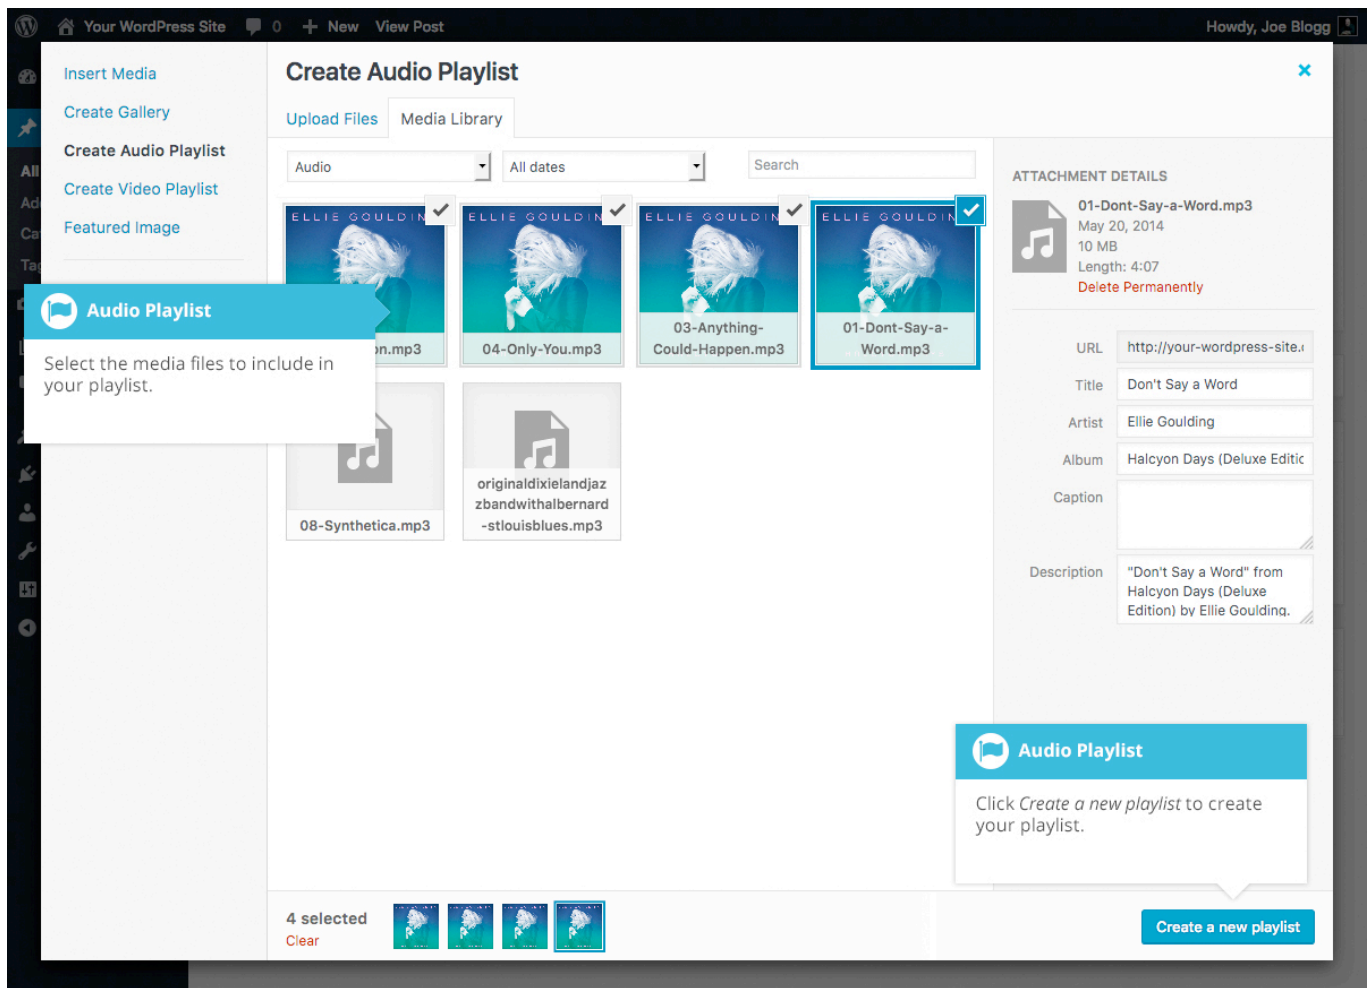 Your WordPress Site
0
New
View Post
Howdy, Joe Blogg
Insert Media
Create Gallery
Create Audio Playlist
Create Video Playlist
Featured Image
All
Create Audio Playlist
Upload Files
Media Library
Audio
All dates
Search
ELLIE GOULDIN
ELLIE GOULDIN
ELLIE GOULDIN
ELLIE GOULDIN
on.mp3
04-Only-You.mp3
03-Anything-
Could-Happen.mp3
01-Dont-Say-a-
Word.mp3
08-Synthetica.mp3
originaldixielandjaz
zbandwithalbernard
-stlouisblues.mp3
Audio Playlist
Select the media files to include in
your playlist.
ATTACHMENT DETAILS
01-Dont-Say-a-Word.mp3
May 20, 2014
10 MB
Length: 4:07
Delete Permanently
URL http://your-wordpress-site.
Title Don't Say a Word
Artist Ellie Goulding
Album Halcyon Days (Deluxe Editic
Caption
Description "Don't Say a Word" from
Halcyon Days (Deluxe
Edition) by Ellie Goulding.
Audio Playlist
Click Create a new playlist to create
your playlist.
4 selected
Clear
Create a new playlist